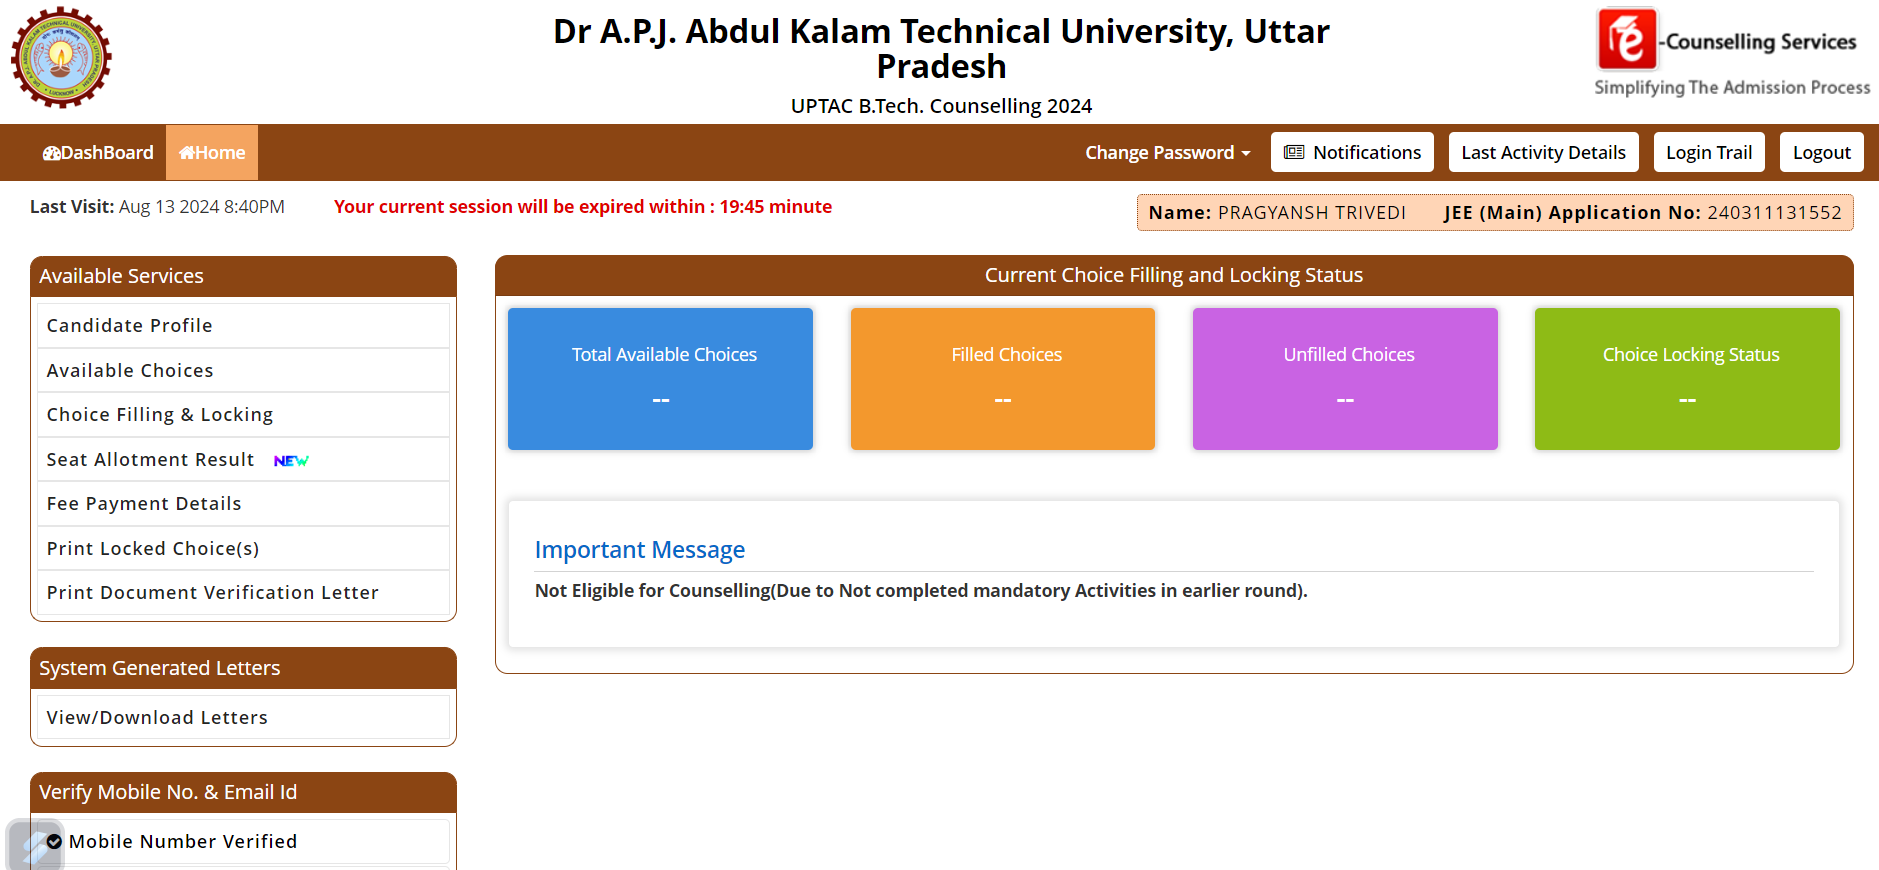 Dr A.P.J. Abdul Kalam Technical University, Uttar
Pradesh
UPTAC B.Tech. Counselling 2024
e-Counselling Services
Simplifying The Admission Process
DashBoard
Home
Change Password
Notifications
Last Activity Details
Login Trail
Logout
Last Visit: Aug 13 2024 8:40PM
Your current session will be expired within : 19:45 minute
Name: PRAGYANSH TRIVEDI JEE (Main) Application No: 240311131552
Available Services
Candidate Profile
Available Choices
Choice Filling & Locking
Seat Allotment Result NEW
Fee Payment Details
Print Locked Choice(s)
Print Document Verification Letter
System Generated Letters
View/Download Letters
Verify Mobile No. & Email Id
Mobile Number Verified
Current Choice Filling and Locking Status
Total Available Choices
--
Filled Choices
--
Unfilled Choices
--
Choice Locking Status
--
Important Message
Not Eligible for Counselling(Due to Not completed mandatory Activities in earlier round).